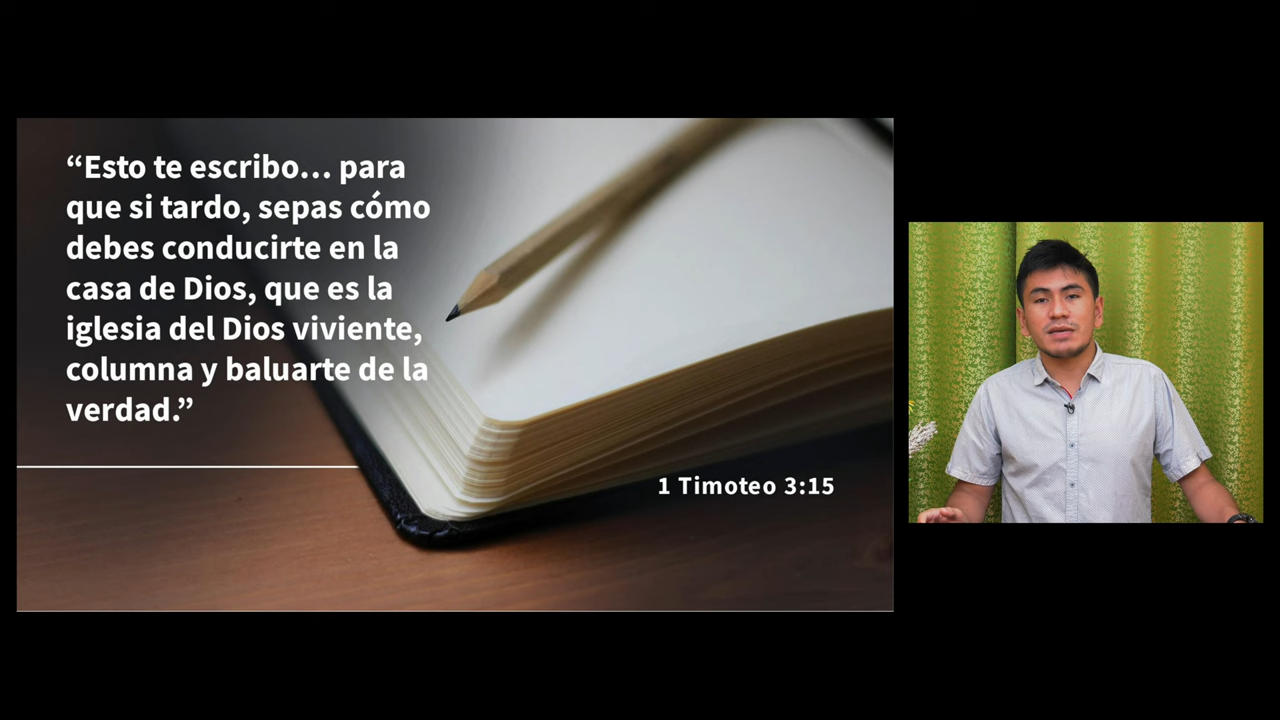 “Esto te escribo… para
que si tardo, sepas cómo
debes conducirte en la
casa de Dios, que es la
iglesia del Dios viviente,
columna y baluarte de la
verdad.”
1 Timoteo 3:15